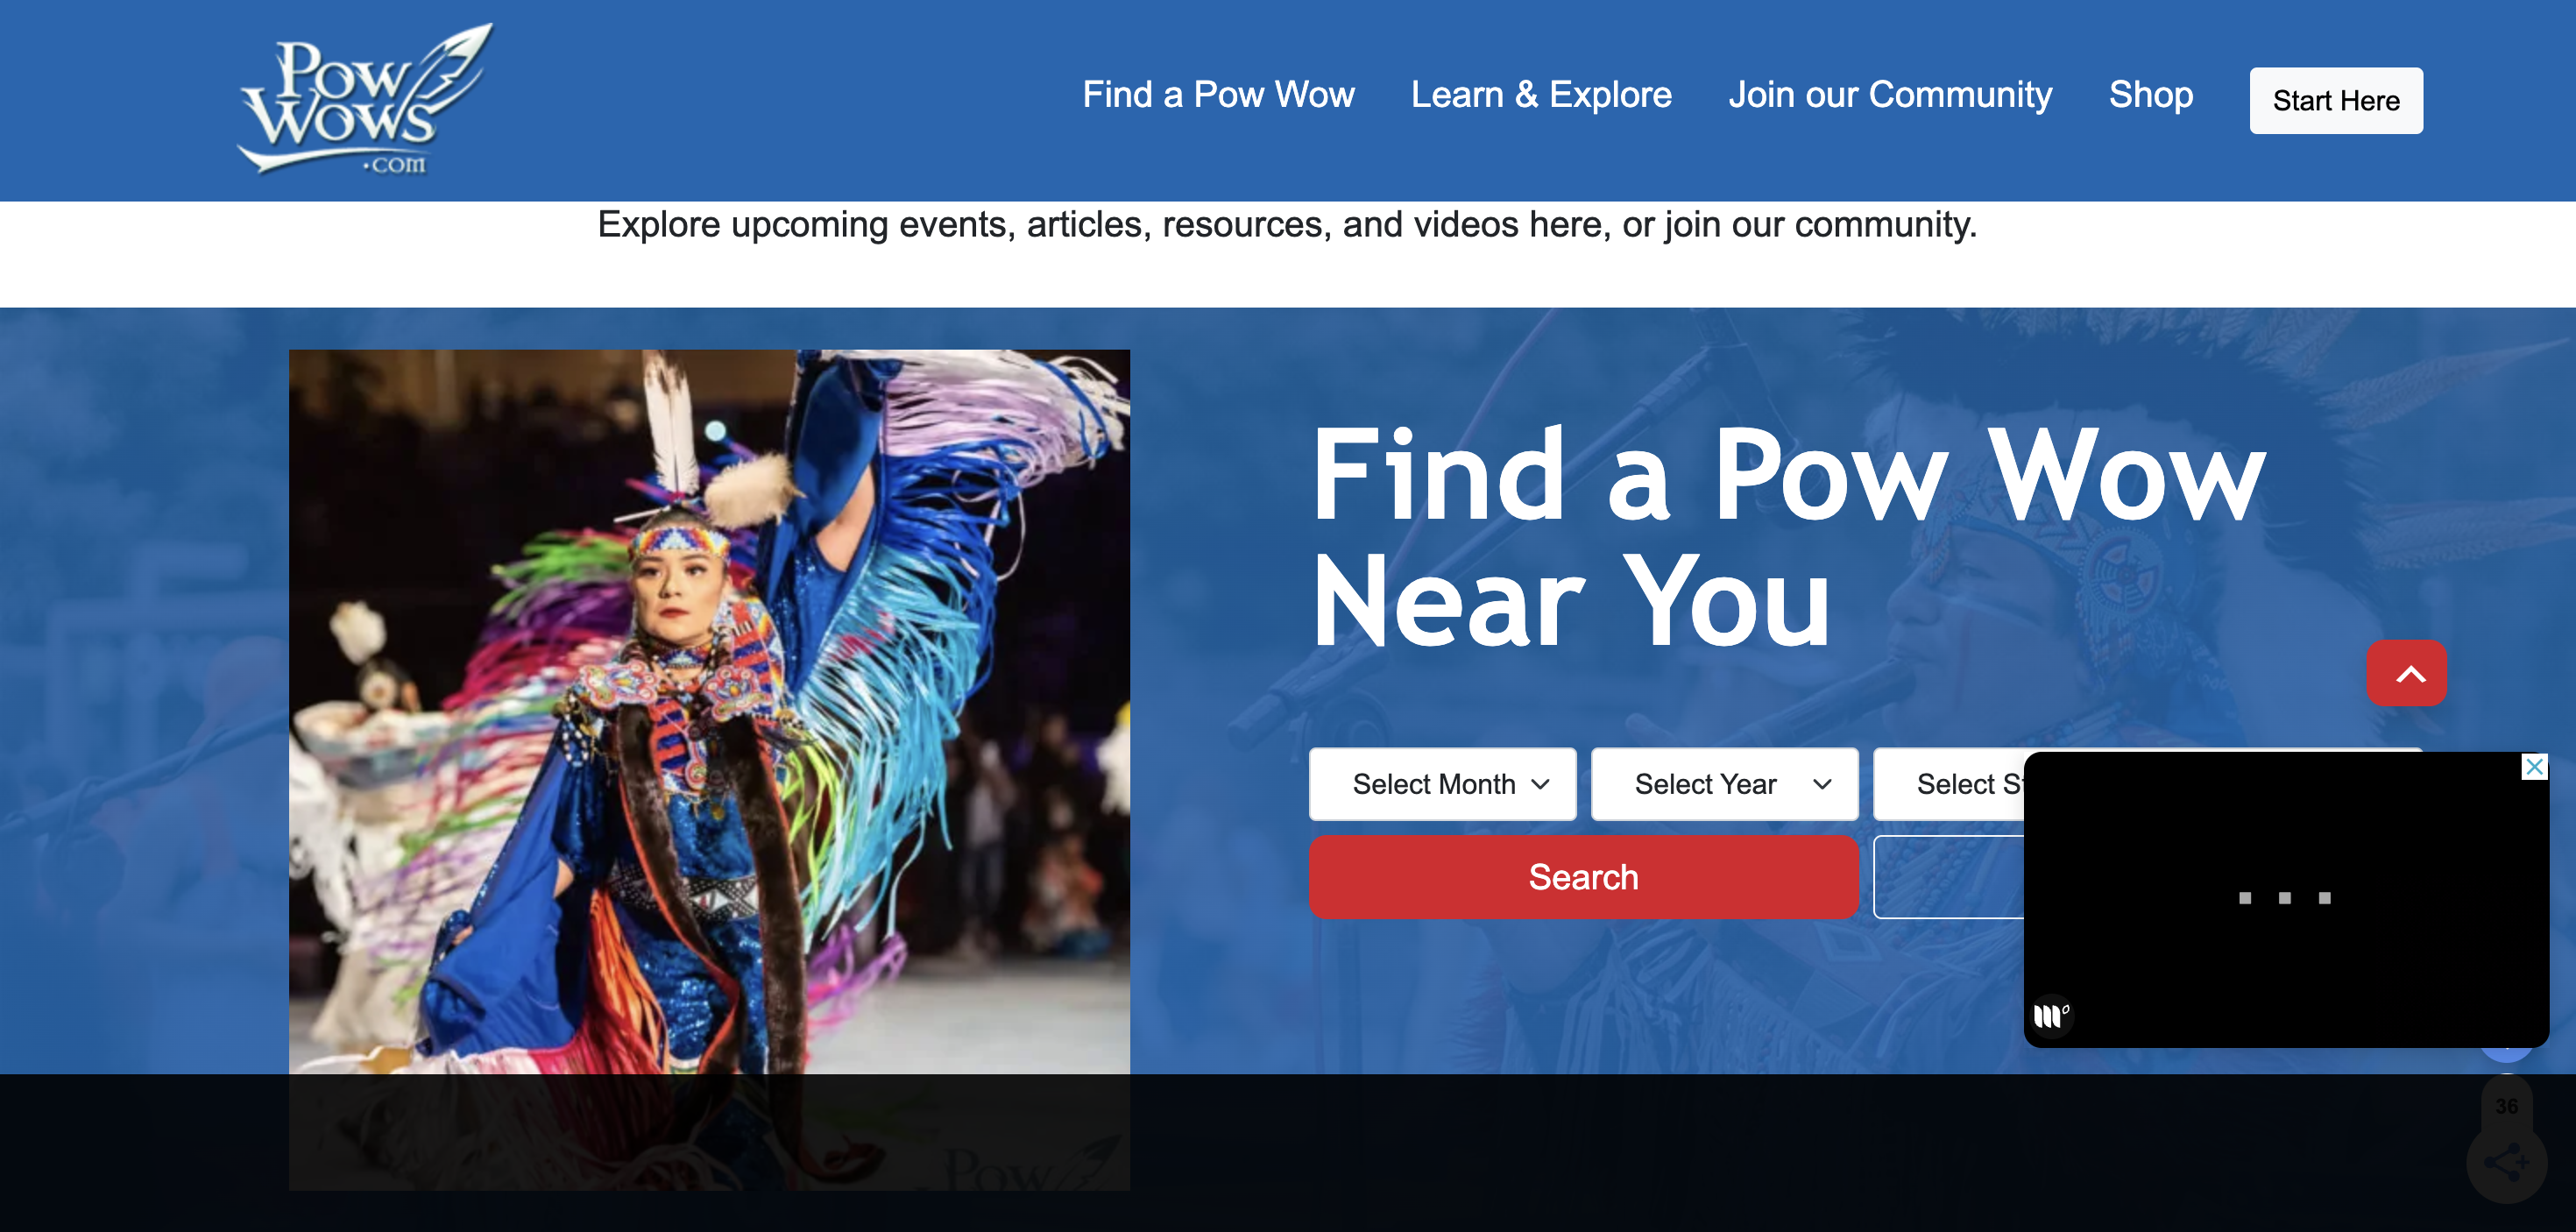 Pow
Wows
.com
Find a Pow Wow
Learn & Explore
Join our Community
Shop
Start Here
Explore upcoming events, articles, resources, and videos here, or join our community.
Find a Pow Wow
Near You
Select Month
Select Year
Select
Search
36
Pow